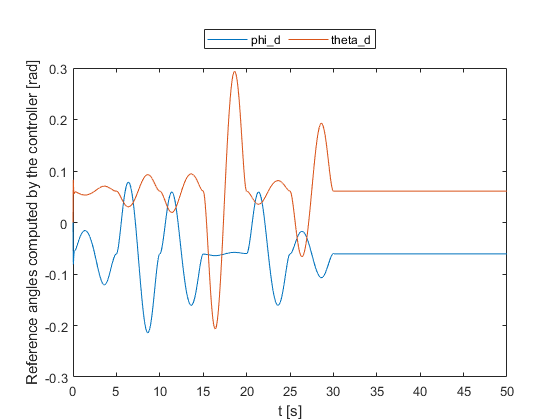 phi_d theta_d
Reference angles computed by the controller [rad]
0.3
0.2
0.1
0
-0.1
-0.2
-0.3
0 5 10 15 20 25 30 35 40 45 50
t [s]